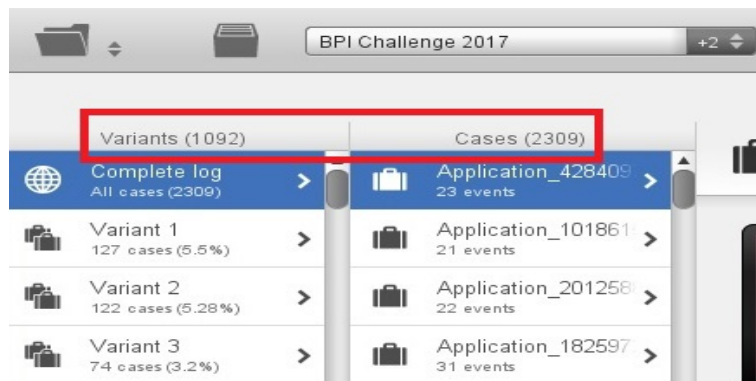 BPI Challenge 2017
+2
Variants (1092)
Cases (2309)
Complete log
All cases (2309)
Application_428409
23 events
Variant 1
127 cases (5.5%)
Application_101861
21 events
Variant 2
122 cases (5.28%)
Application_201258
22 events
Variant 3
74 cases (3.2%)
Application_182597
31 events